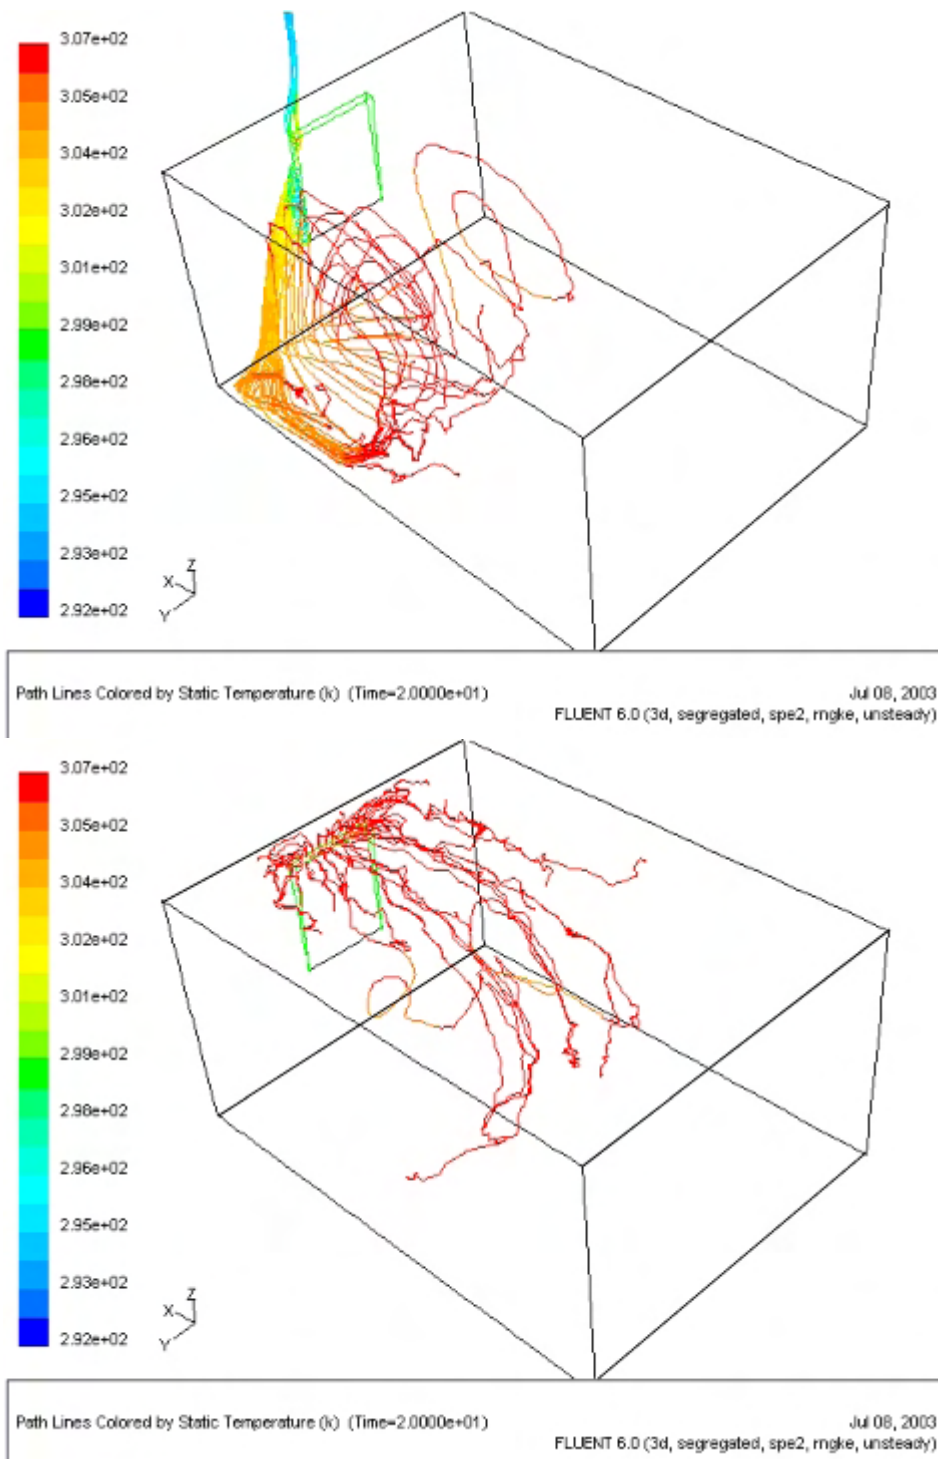 3.07e+02
3.05e+02
3.04e+02
3.02e+02
3.01e+02
2.99e+02
2.98e+02
2.96e+02
2.95e+02
2.93e+02
2.92e+02
Z
X
Y
Path Lines Colored by Static Temperature (k) (Time=2.0000e+01)
Jul 08, 2003
FLUENT 6.0 (3d, segregated, spe2, rngke, unsteady)
3.07e+02
3.05e+02
3.04e+02
3.02e+02
3.01e+02
2.99e+02
2.98e+02
2.96e+02
2.95e+02
2.93e+02
2.92e+02
Z
X
Y
Path Lines Colored by Static Temperature (k) (Time=2.0000e+01)
Jul 08, 2003
FLUENT 6.0 (3d, segregated, spe2, rngke, unsteady)